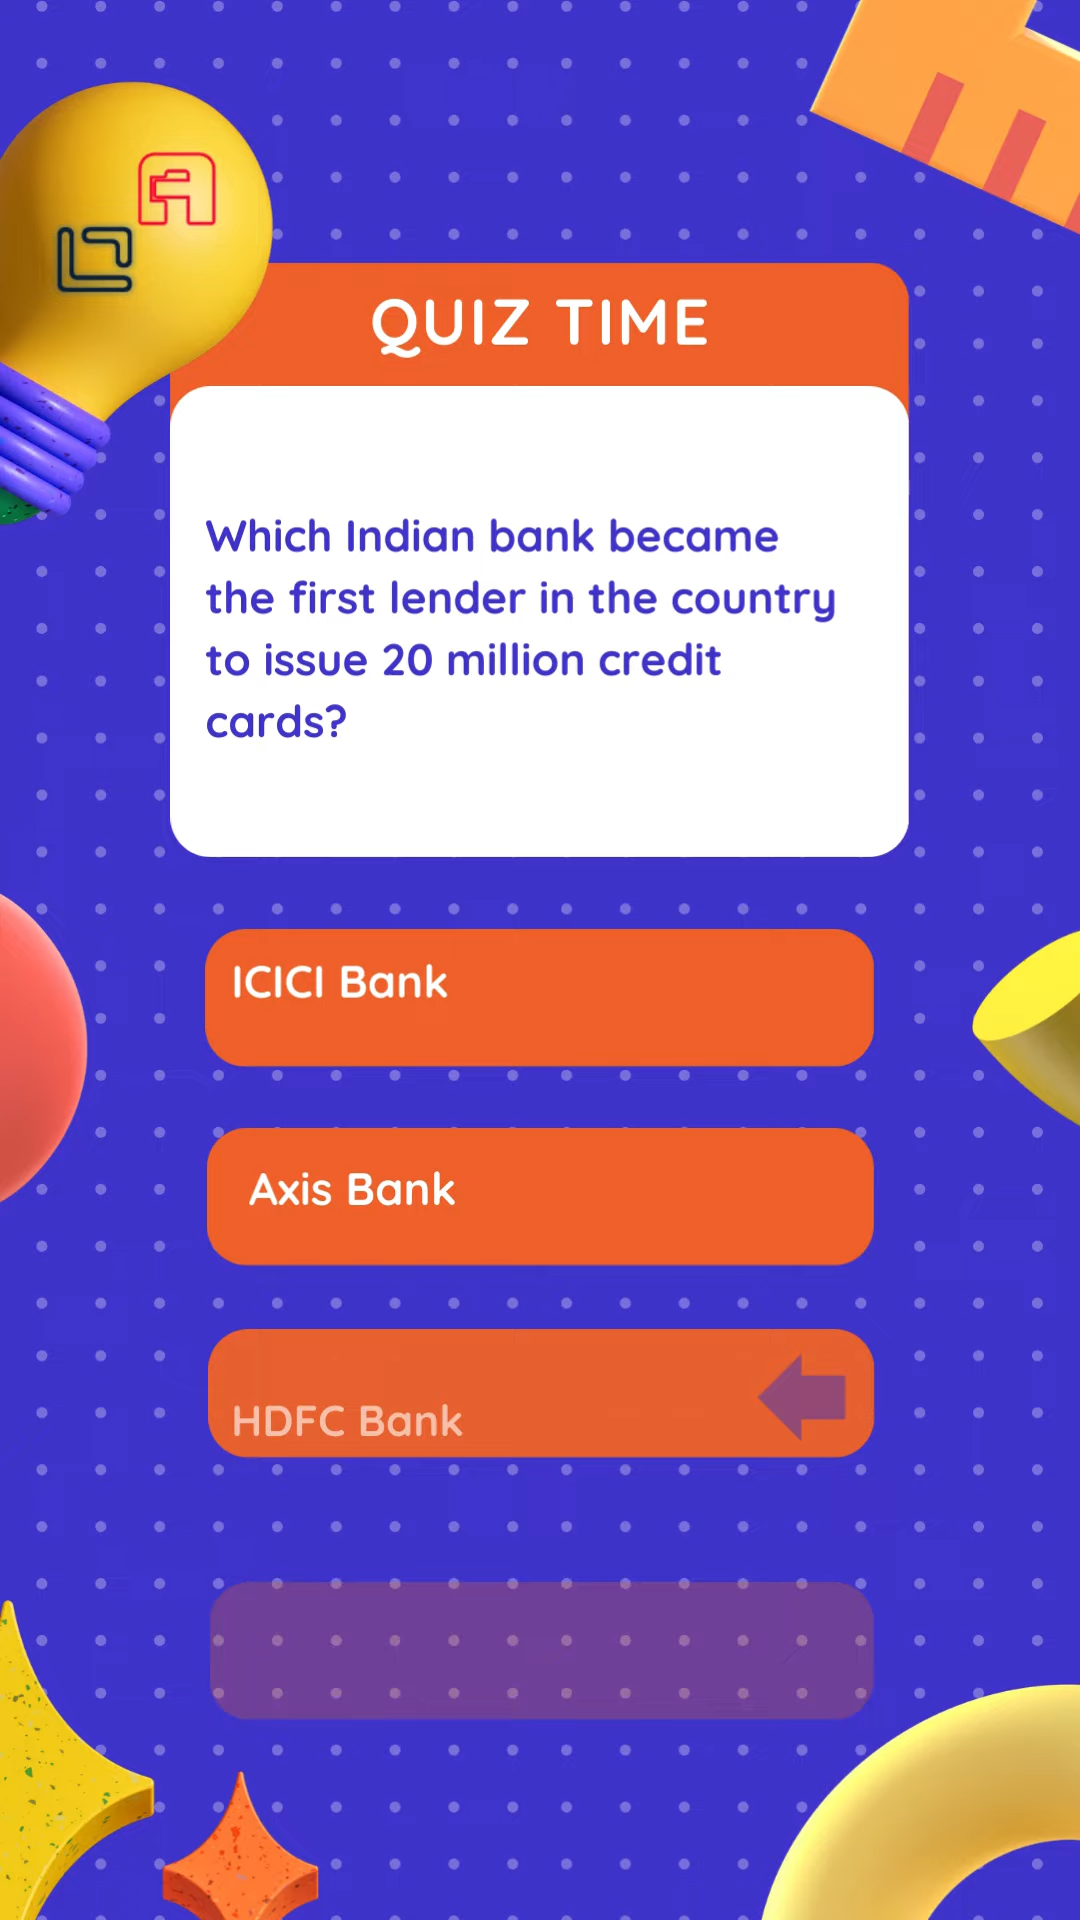 QUIZ TIME
Which Indian bank became
the first lender in the country
to issue 20 million credit
cards?
ICICI Bank
Axis Bank
HDFC Bank